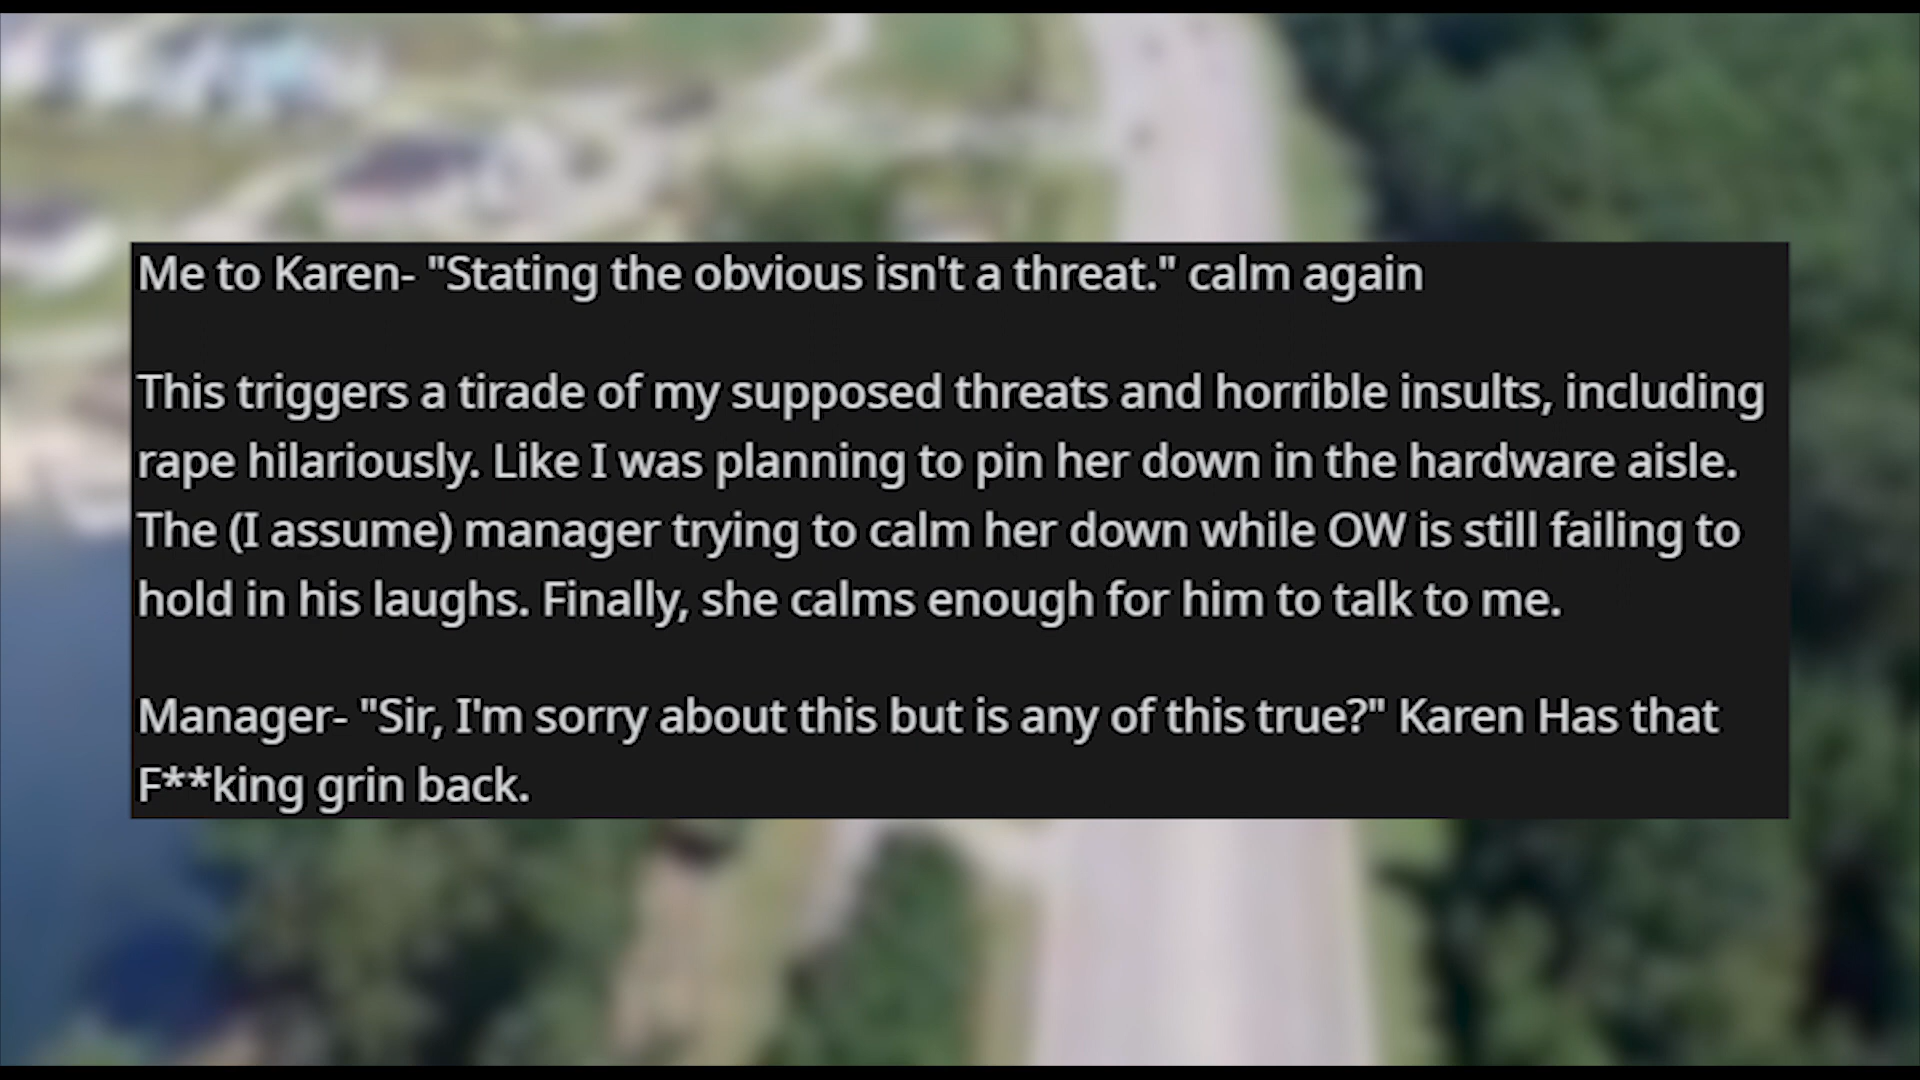 Me to Karen- "Stating the obvious isn't a threat." calm again
This triggers a tirade of my supposed threats and horrible insults, including
rape hilariously. Like I was planning to pin her down in the hardware aisle.
The (I assume) manager trying to calm her down while OW is still failing to
hold in his laughs. Finally, she calms enough for him to talk to me.
Manager- "Sir, I'm sorry about this but is any of this true?" Karen Has that
F**king grin back.